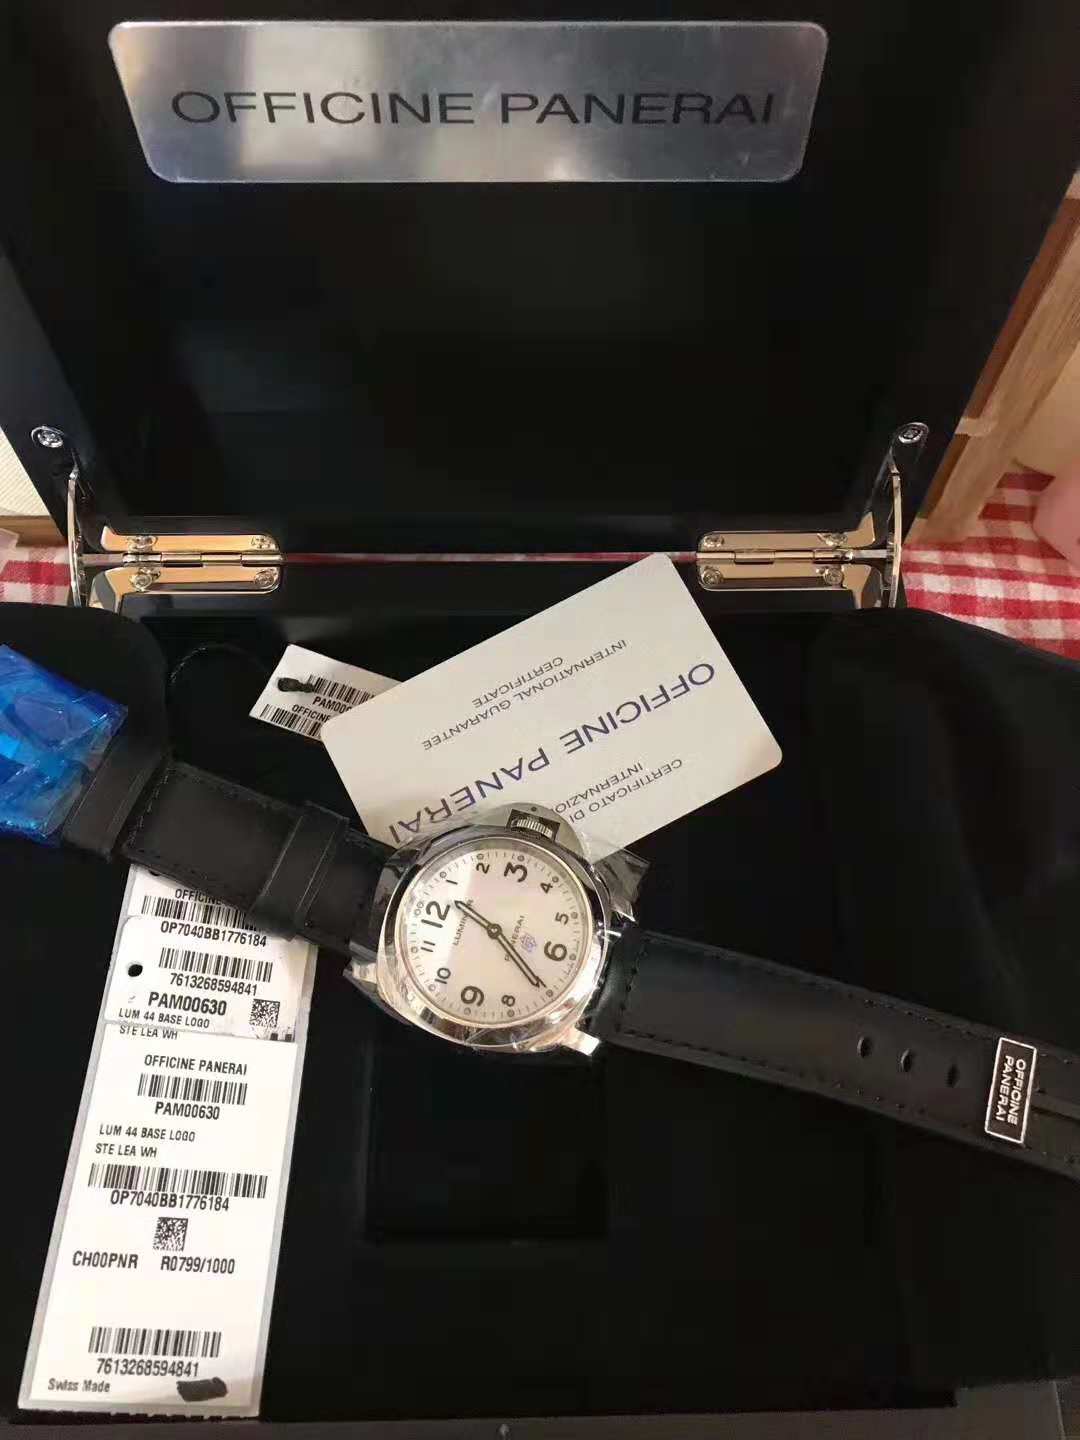 OFFICINE PANERAI
OFFICINE PANERAI
INTERNATIONAL GUARANTEE
CERTIFICATE
CERTIFICATO DI
OFFICINE
OP7040BB1776184
7613268594841
PAM00630
LUM 44 BASE LOGO
STE LEA WH
OFFICINE PANERAI
PAM00630
LUM 44 BASE LOGO
STE LEA WH
OP7040BB1776184
CH00PNR R0799/1000
7613268594841
Swiss Made
12 1 2 3 4 5 6 8 9 10 11
LUMINOR
PANERAI
OFFICINE
PANERAI